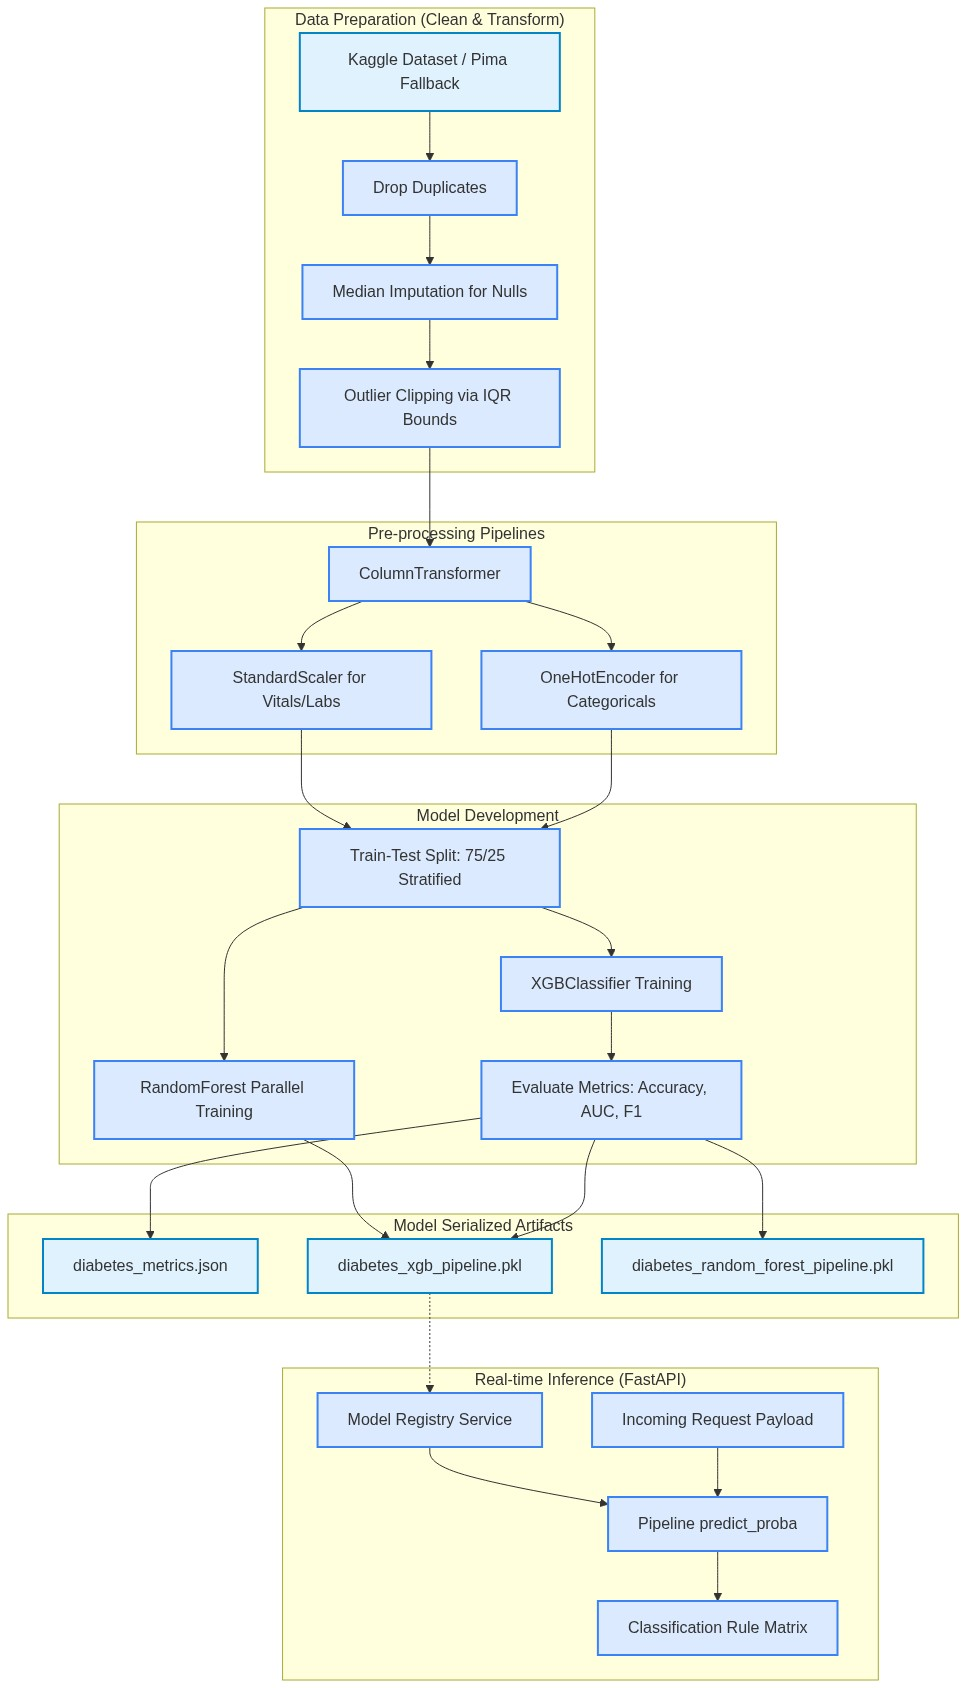 Data Preparation (Clean & Transform)
Kaggle Dataset / Pima
Fallback
Drop Duplicates
Median Imputation for Nulls
Outlier Clipping via IQR
Bounds
Pre-processing Pipelines
ColumnTransformer
StandardScaler for
Vitals/Labs
OneHotEncoder for
Categoricals
Model Development
Train-Test Split: 75/25
Stratified
XGBClassifier Training
RandomForest Parallel
Training
Evaluate Metrics: Accuracy,
AUC, F1
Model Serialized Artifacts
diabetes_metrics.json
diabetes_xgb_pipeline.pkl
diabetes_random_forest_pipeline.pkl
Real-time Inference (FastAPI)
Model Registry Service
Incoming Request Payload
Pipeline predict_proba
Classification Rule Matrix